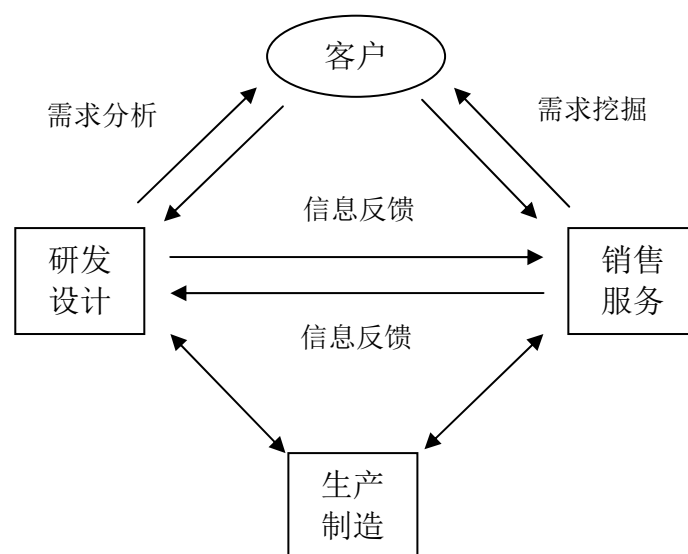 客户
需求分析
需求挖掘
信息反馈
研发
设计
销售
服务
信息反馈
生产
制造